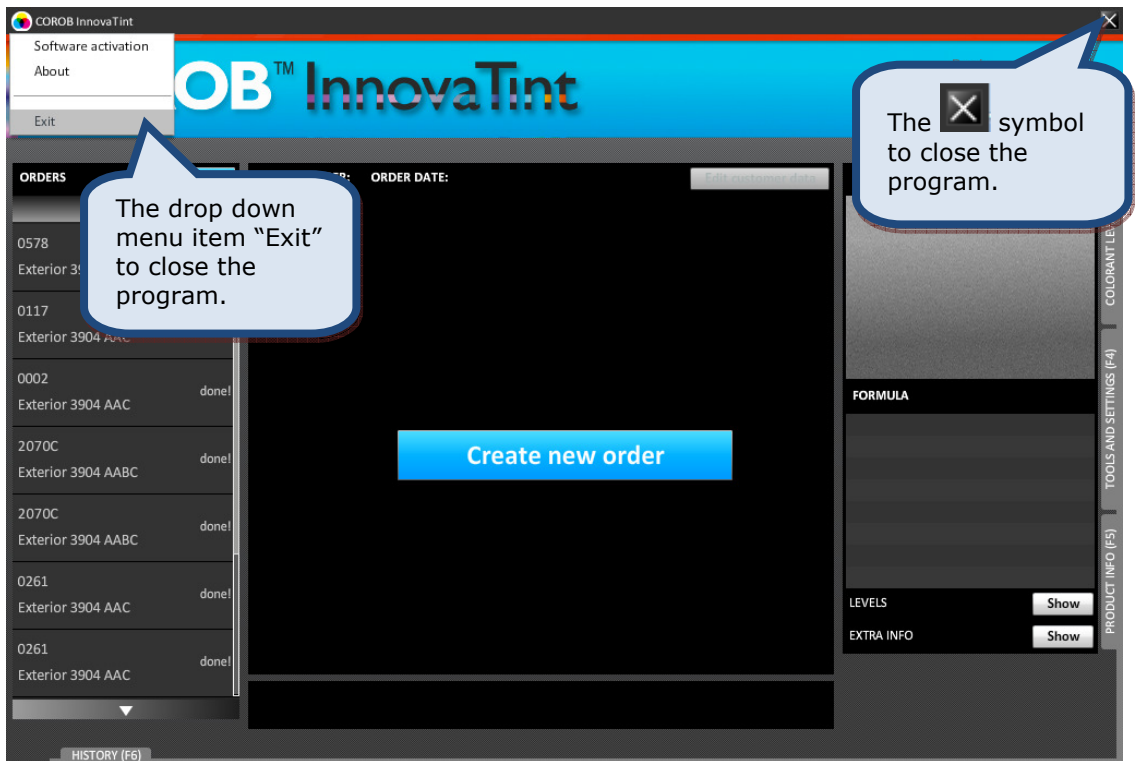 COROB InnovaTint
Software activation
About
Exit
OB™ InnovaTint
The symbol
to close the
program.
The drop down
menu item “Exit”
to close the
program.
ORDERS
ORDER DATE:
Edit customer data
0578
Exterior
0117
Exterior 3904 AAC
0002
Exterior 3904 AAC
done!
2070C
Exterior 3904 AABC
done!
2070C
Exterior 3904 AABC
done!
0261
Exterior 3904 AAC
done!
0261
Exterior 3904 AAC
done!
Create new order
FORMULA
LEVELS
Show
EXTRA INFO
Show
COLORANT
TOOLS AND SETTINGS (F4)
PRODUCT INFO (F5)
HISTORY (F6)